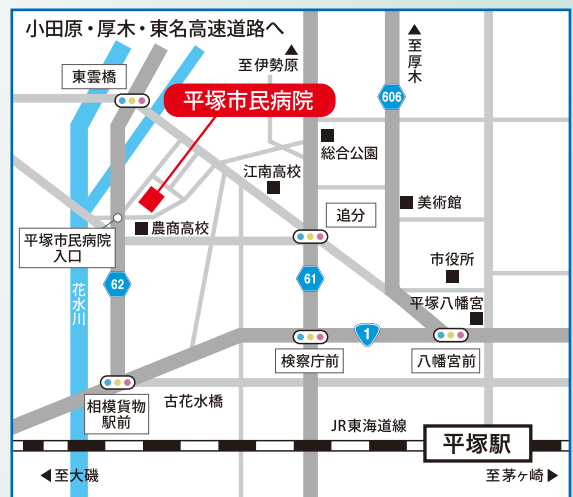 小田原・厚木・東名高速道路へ
至伊勢原
至厚木
東雲橋
平塚市民病院
606
総合公園
江南高校
美術館
追分
農商高校
平塚市民病院
入口
市役所
62
61
花水川
平塚八幡宮
1
検察庁前
八幡宮前
相模貨物
駅前
古花水橋
JR東海道線
平塚駅
至大磯
至茅ヶ崎